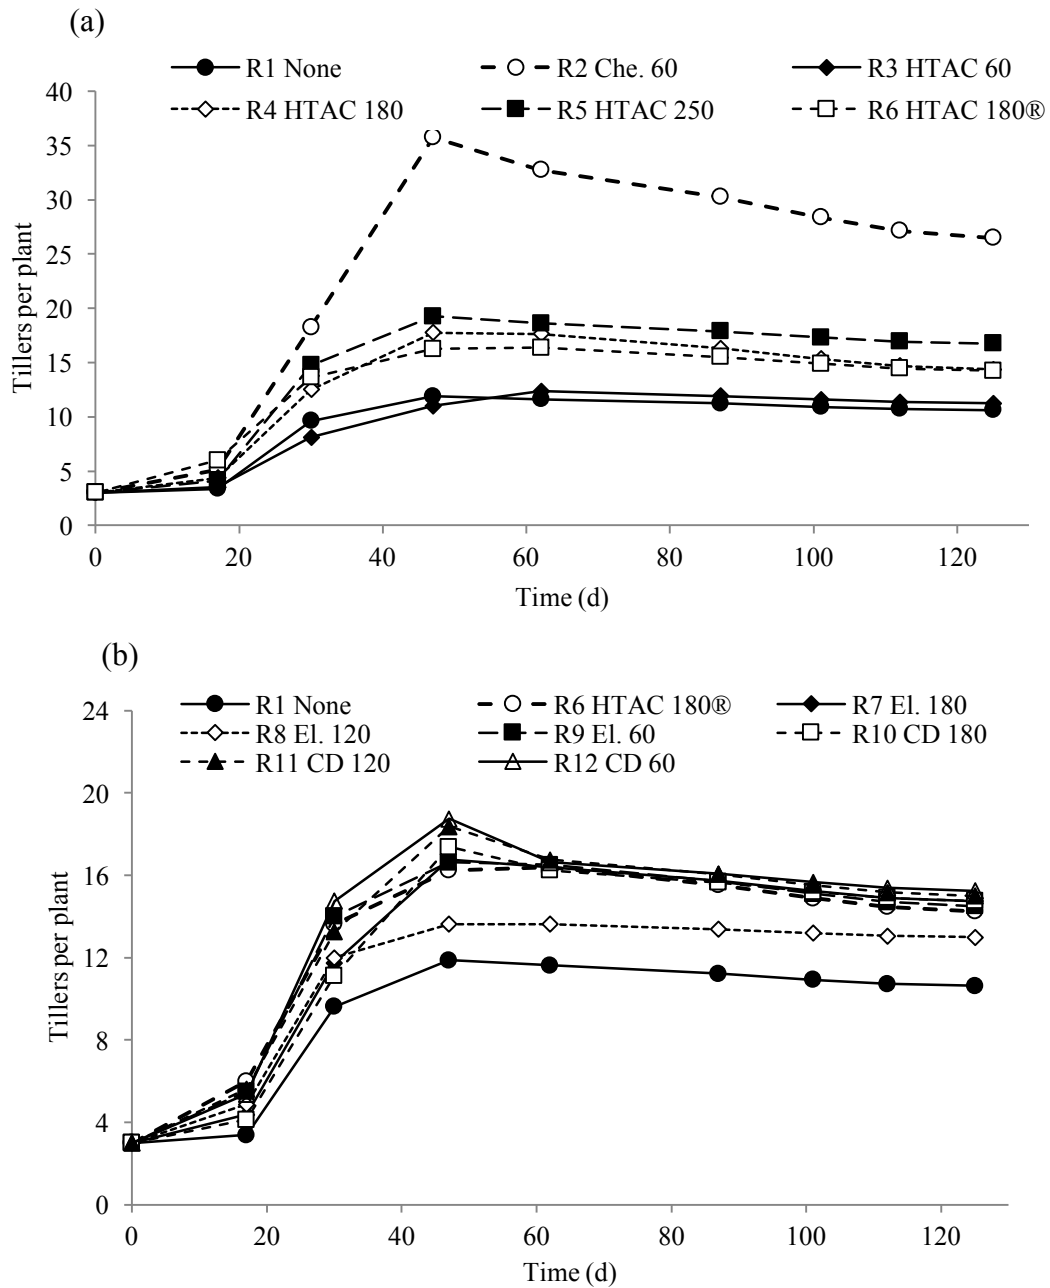 (a)
R1 None R2 Che. 60 R3 HTAC 60
R4 HTAC 180 R5 HTAC 250 R6 HTAC 180®
40
35
30
25
20
15
10
5
0
Tillers per plant
0 20 40 60 80 100 120
Time (d)
(b)
R1 None R6 HTAC 180® R7 El. 180
R8 El. 120 R9 El. 60 R10 CD 180
R11 CD 120 R12 CD 60
24
20
16
12
8
4
0
Tillers per plant
0 20 40 60 80 100 120
Time (d)